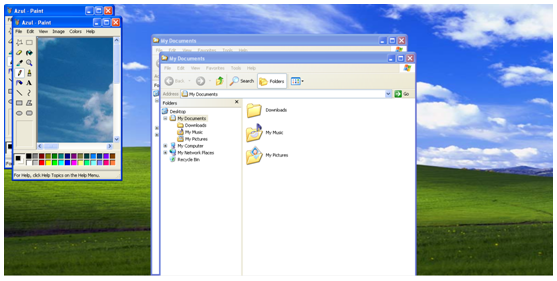 Azul - Paint
Azul - Paint
File Edit View Image Colors Help
For Help, click Help Topics on the Help Menu.
My Documents
File Edit View Favorites Tools Help
My Documents
File Edit View Favorites Tools Help
Back Search Folders
Address My Documents Go
Folders
Desktop
My Documents
Downloads
My Music
My Pictures
My Computer
My Network Places
Recycle Bin
Downloads
My Music
My Pictures